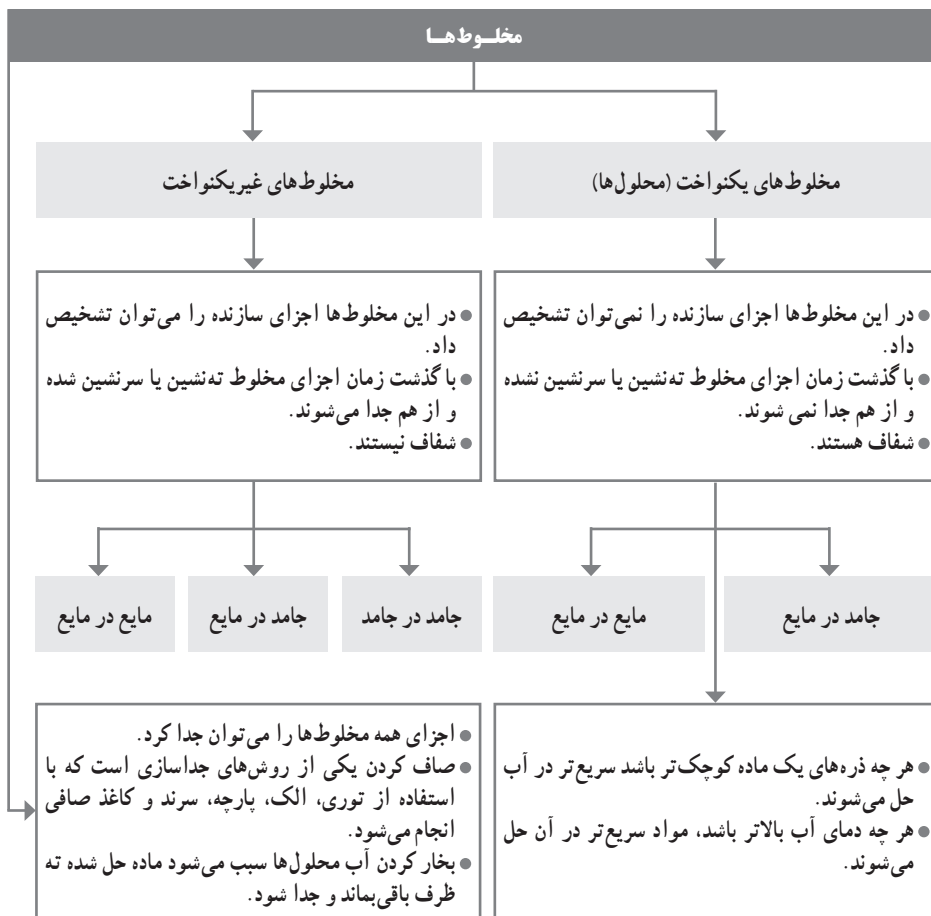 مخلــوط‌هــا
مخلوط‌های یکنواخت (محلول‌ها)
مخلوط‌های غیریکنواخت
● در این مخلوط‌ها اجزای سازنده را نمی‌توان تشخیص
داد.
● با گذشت زمان اجزای مخلوط ته‌نشین یا سرنشین نشده
و از هم جدا نمی شوند.
● شفاف هستند.
● در این مخلوط‌ها اجزای سازنده را می‌توان تشخیص
داد.
● با گذشت زمان اجزای مخلوط ته‌نشین یا سرنشین شده
و از هم جدا می‌شوند.
● شفاف نیستند.
جامد در مایع
مایع در مایع
جامد در جامد
جامد در مایع
مایع در مایع
● هر چه ذره‌های یک ماده کوچک‌تر باشد سریع‌تر در آب
حل می‌شوند.
● هر چه دمای آب بالاتر باشد، مواد سریع‌تر در آن حل
می‌شوند.
● اجزای همه مخلوط‌ها را می‌توان جدا کرد.
● صاف کردن یکی از روش‌های جداسازی است که با
استفاده از توری، الک، پارچه، سرند و کاغذ صافی
انجام می‌شود.
● بخار کردن آب محلول‌ها سبب می‌شود ماده حل شده ته
ظرف باقی‌بماند و جدا شود.